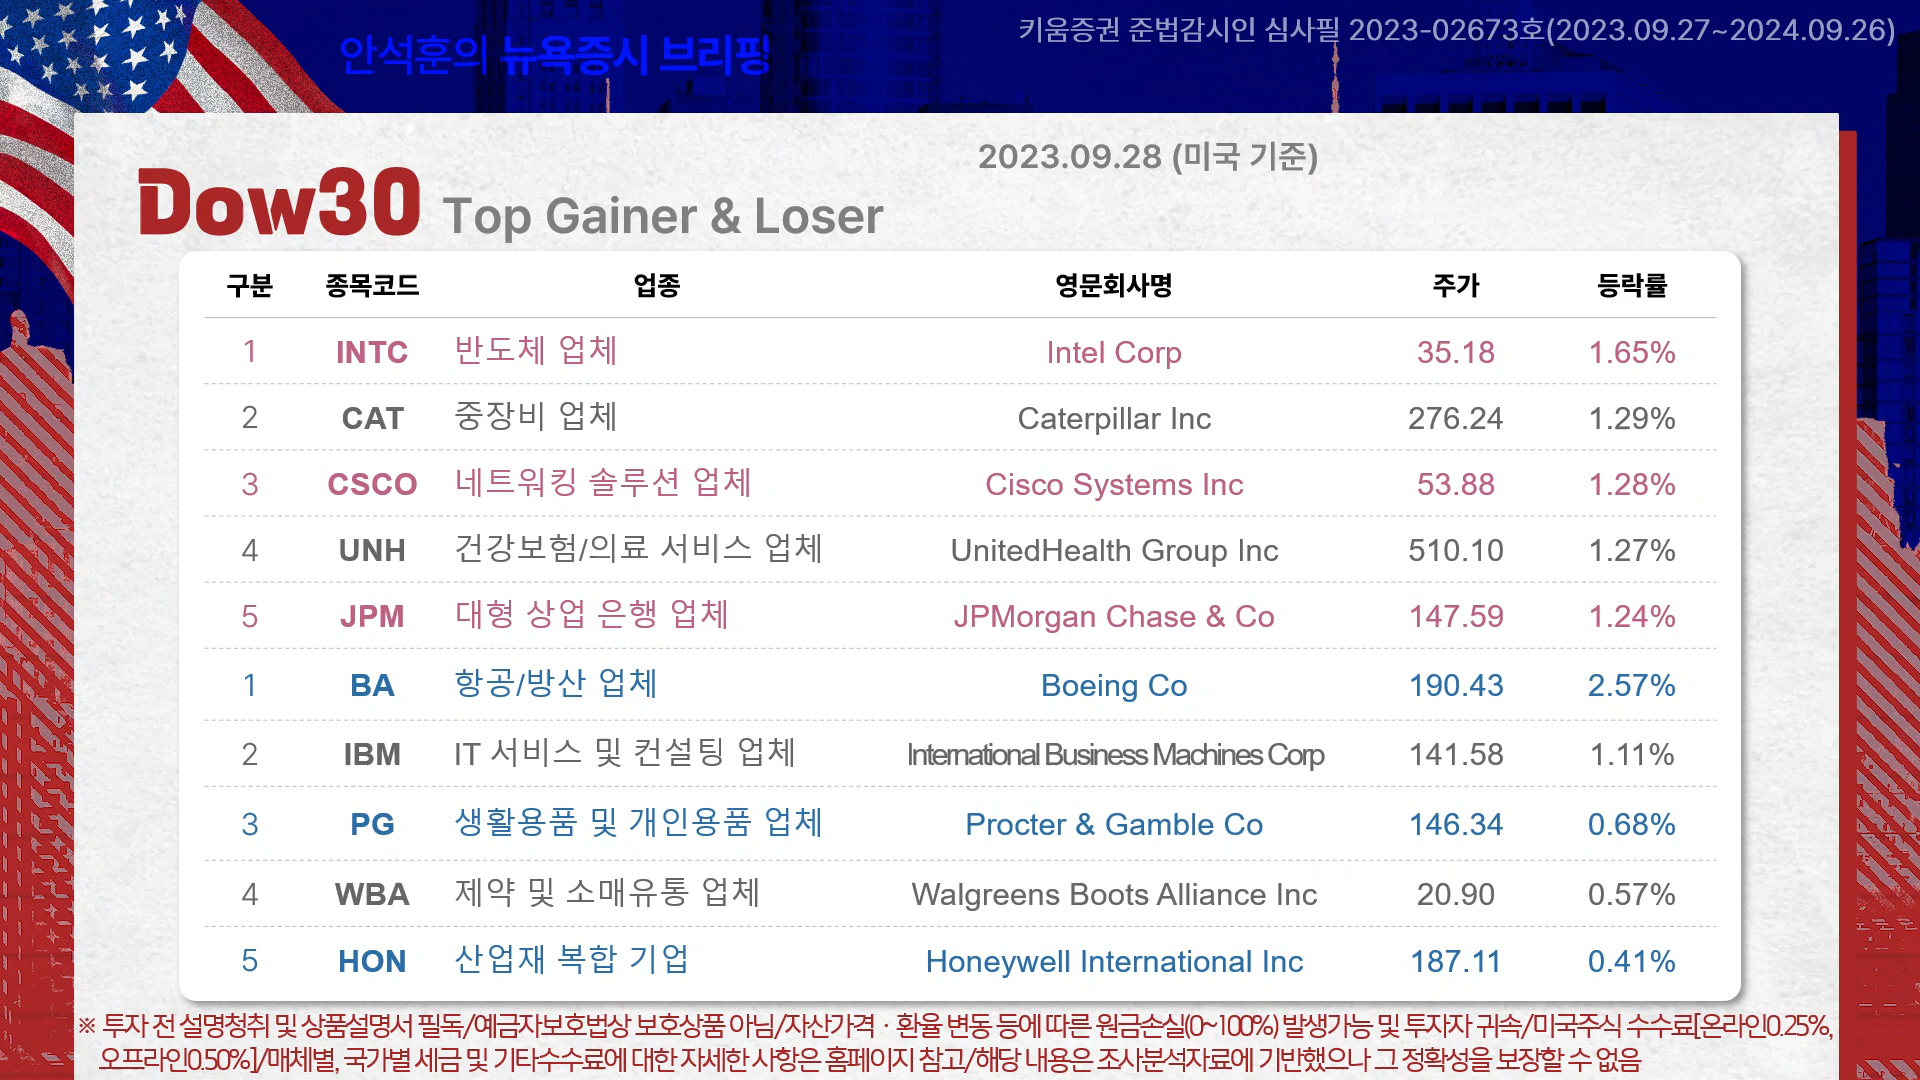 키움증권 준법감시인 심사필 2023-02673호(2023.09.27~2024.09.26)
안석훈의 뉴욕증시 브리핑
2023.09.28 (미국 기준)
Dow30 Top Gainer & Loser
구분 종목코드 업종 영문회사명 주가 등락률
1 INTC 반도체 업체 Intel Corp 35.18 1.65%
2 CAT 중장비 업체 Caterpillar Inc 276.24 1.29%
3 CSCO 네트워킹 솔루션 업체 Cisco Systems Inc 53.88 1.28%
4 UNH 건강보험/의료 서비스 업체 UnitedHealth Group Inc 510.10 1.27%
5 JPM 대형 상업 은행 업체 JPMorgan Chase & Co 147.59 1.24%
1 BA 항공/방산 업체 Boeing Co 190.43 2.57%
2 IBM IT 서비스 및 컨설팅 업체 International Business Machines Corp 141.58 1.11%
3 PG 생활용품 및 개인용품 업체 Procter & Gamble Co 146.34 0.68%
4 WBA 제약 및 소매유통 업체 Walgreens Boots Alliance Inc 20.90 0.57%
5 HON 산업재 복합 기업 Honeywell International Inc 187.11 0.41%
※ 투자 전 설명청취 및 상품설명서 필독/예금자보호법상 보호상품 아님/자산가격 · 환율 변동 등에 따른 원금손실(0~100%) 발생가능 및 투자자 귀속/미국주식 수수료[온라인0.25%,
오프라인0.50%]/매체별, 국가별 세금 및 기타수수료에 대한 자세한 사항은 홈페이지 참고/해당 내용은 조사분석자료에 기반했으나 그 정확성을 보장할 수 없음